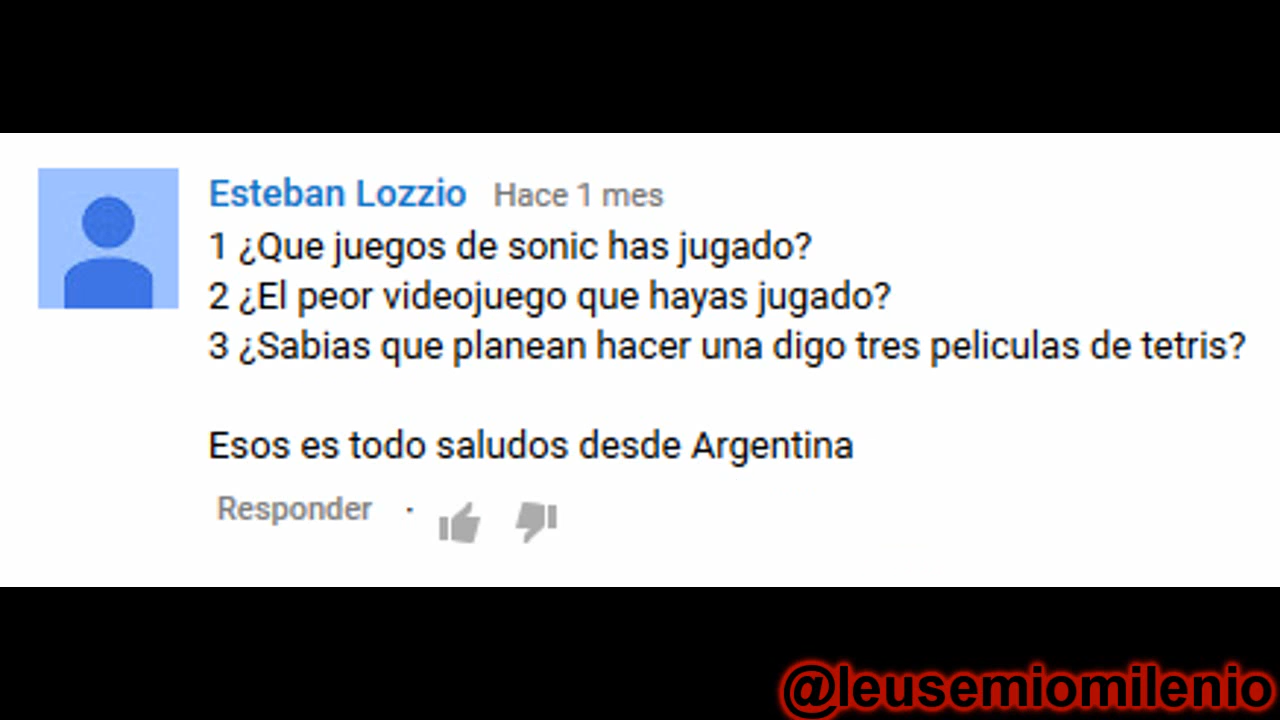 Esteban Lozzio Hace 1 mes
1 ¿Que juegos de sonic has jugado?
2 ¿El peor videojuego que hayas jugado?
3 ¿Sabias que planean hacer una digo tres peliculas de tetris?
Esos es todo saludos desde Argentina
Responder ·
@leusemiomilenio